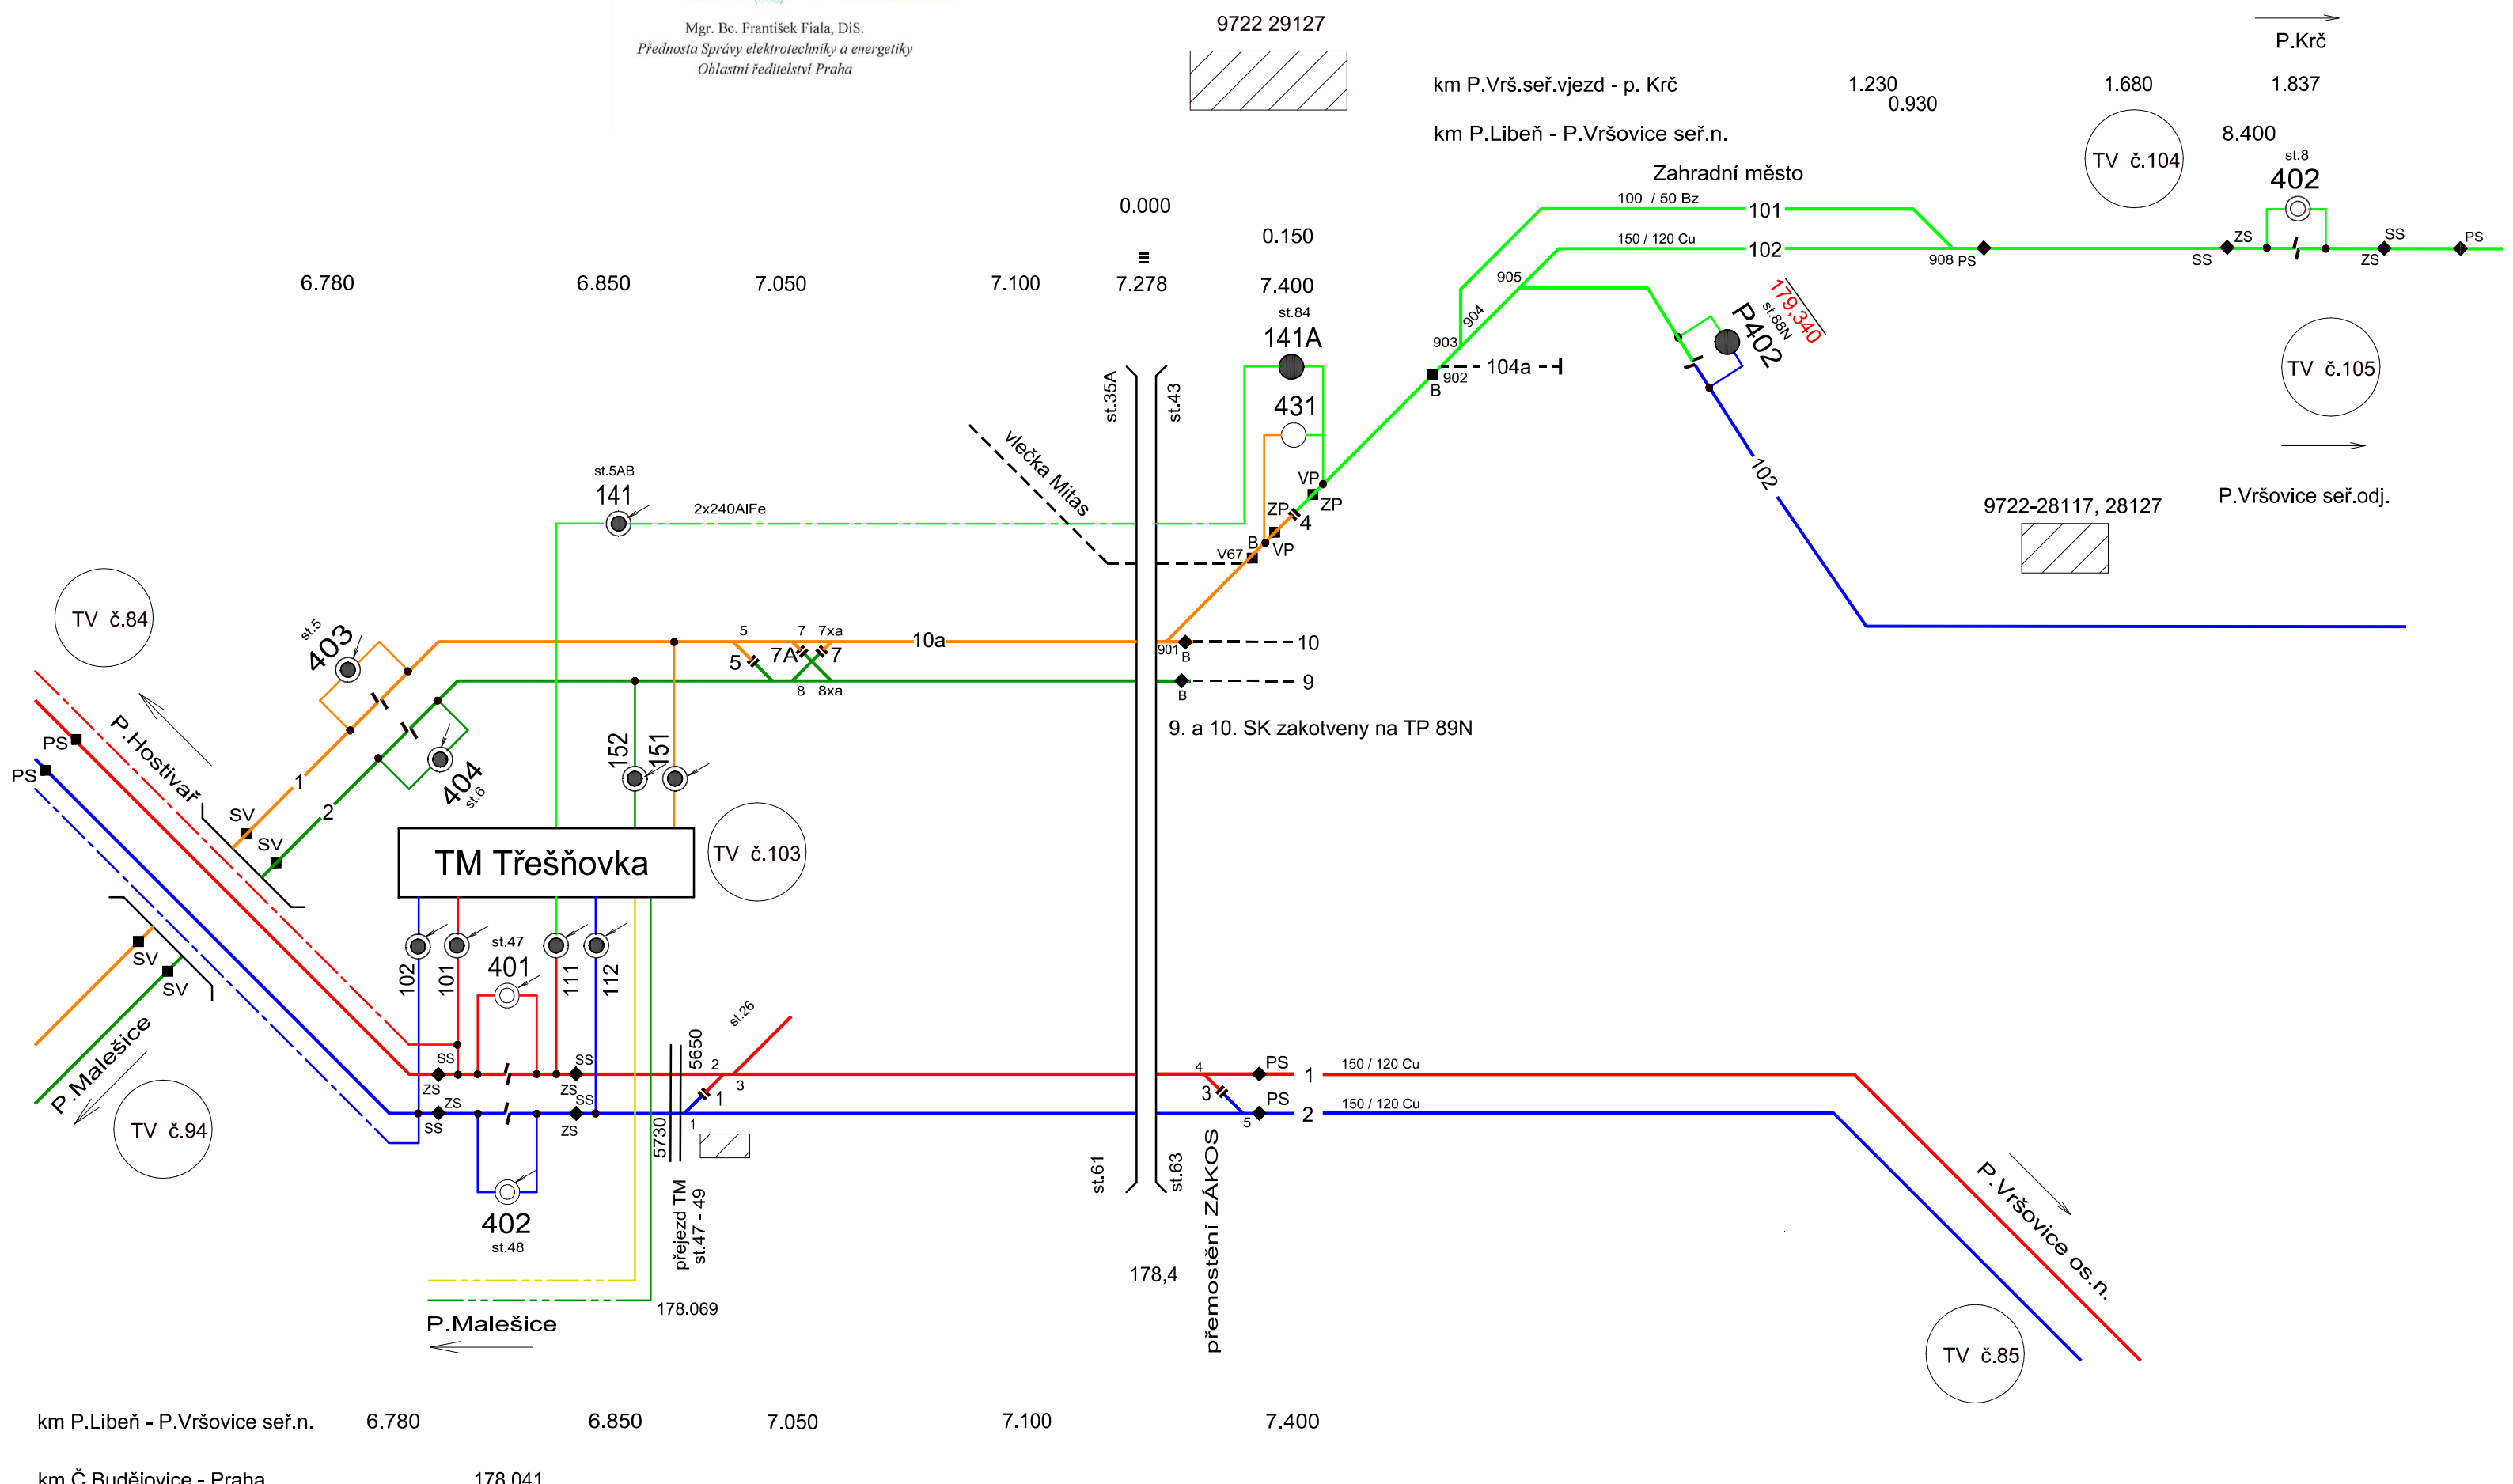 Mgr. Bc. František Fiala, DiS.
Přednosta Správy elektrotechniky a energetiky
Oblastní ředitelství Praha
9722 29127
P.Krč
km P.Vrš.seř.vjezd - p. Krč
1.230
0.930
1.680
1.837
km P.Libeň - P.Vršovice seř.n.
8.400
TV č.104
st.8
402
Zahradní město
100 / 50 Bz
101
150 / 120 Cu
102
908 PS
ZS
SS
SS
ZS
PS
0.000
≡
7.278
0.150
7.400
6.780
6.850
7.050
7.100
st.84
141A
431
st.35A
st.43
905
904
903
902
B
104a
179,340
st.88N
P402
102
TV č.105
P.Vršovice seř.odj.
9722-28117, 28127
vlečka Mitas
st.5AB
141
2x240AlFe
VP
ZP
ZP
4
B
VP
V67
TV č.84
st.5
403
5
7
7xa
10a
5
7A
7
8
8xa
901
B
10
B
9
9. a 10. SK zakotveny na TP 89N
P.Hostivař
PS
PS
1
2
404
st.6
152
151
SV
SV
TM Třešňovka
TV č.103
SV
SV
P.Malešice
TV č.94
102
101
st.47
401
111
112
SS
ZS
SS
ZS
ZS
SS
SS
ZS
402
st.48
5650
5730
2
3
1
1
st.26
přejezd TM
st.47 - 49
178.069
P.Malešice
st.61
st.63
178,4
přemostění ZÁKOS
4
3
5
PS
1
150 / 120 Cu
PS
2
150 / 120 Cu
P.Vršovice os.n.
TV č.85
km P.Libeň - P.Vršovice seř.n.
6.780
6.850
7.050
7.100
7.400
km Č.Budějovice - Praha
178.041